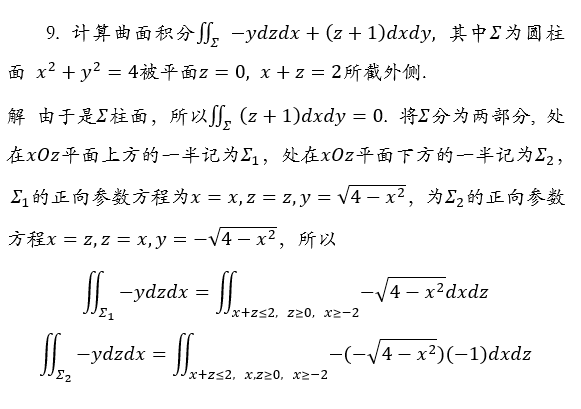 9. 计算曲面积分∬_Σ −ydzdx + (z + 1)dxdy, 其中Σ为圆柱
面 x² + y² = 4被平面z = 0, x + z = 2所截外侧.
解 由于是Σ柱面，所以∬_Σ (z + 1)dxdy = 0. 将Σ分为两部分, 处
在xOz平面上方的一半记为Σ₁，处在xOz平面下方的一半记为Σ₂，
Σ₁的正向参数方程为x = x, z = z, y = √(4 − x²)，为Σ₂的正向参数
方程x = z, z = x, y = −√(4 − x²)，所以
∬_Σ₁ −ydzdx = ∬_{x+z≤2, z≥0, x≥−2} −√(4 − x²)dxdz
∬_Σ₂ −ydzdx = ∬_{x+z≤2, x,z≥0, x≥−2} −(−√(4 − x²))(−1)dxdz